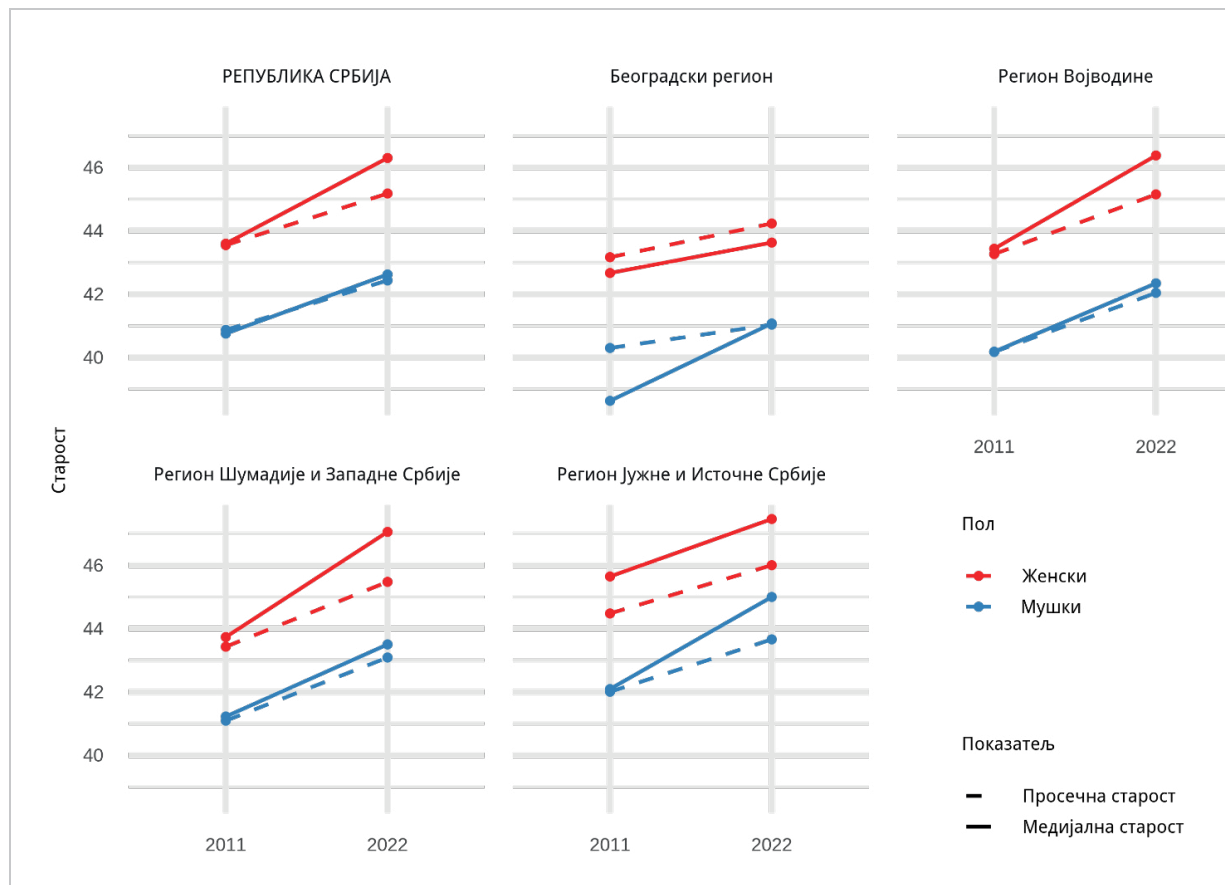 РЕПУБЛИКА СРБИЈА
Београдски регион
Регион Војводине
46
44
42
40
2011
2022
Старост
Регион Шумадије и Западне Србије
Регион Јужне и Источне Србије
46
44
42
40
2011
2022
2011
2022
Пол
Женски
Мушки
Показатељ
Просечна старост
Медијална старост